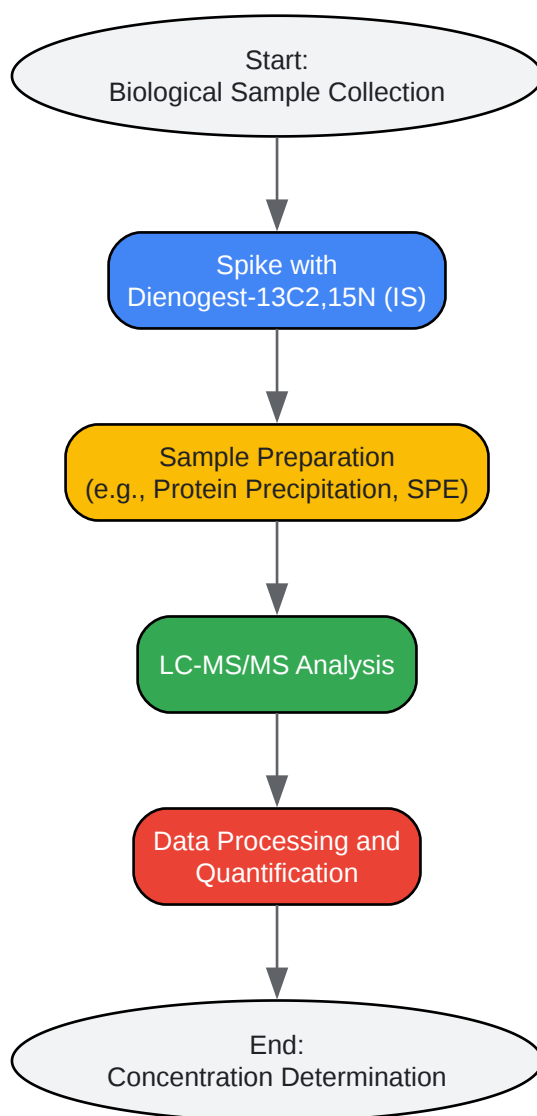 Start:
Biological Sample Collection
Spike with
Dienogest-13C2,15N (IS)
Sample Preparation
(e.g., Protein Precipitation, SPE)
LC-MS/MS Analysis
Data Processing and
Quantification
End:
Concentration Determination